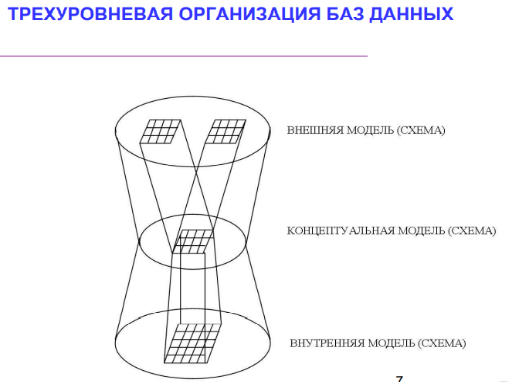 ТРЕХУРОВНЕВАЯ ОРГАНИЗАЦИЯ БАЗ ДАННЫХ
ВНЕШНЯЯ МОДЕЛЬ (СХЕМА)
КОНЦЕПТУАЛЬНАЯ МОДЕЛЬ (СХЕМА)
ВНУТРЕННЯЯ МОДЕЛЬ (СХЕМА)
7